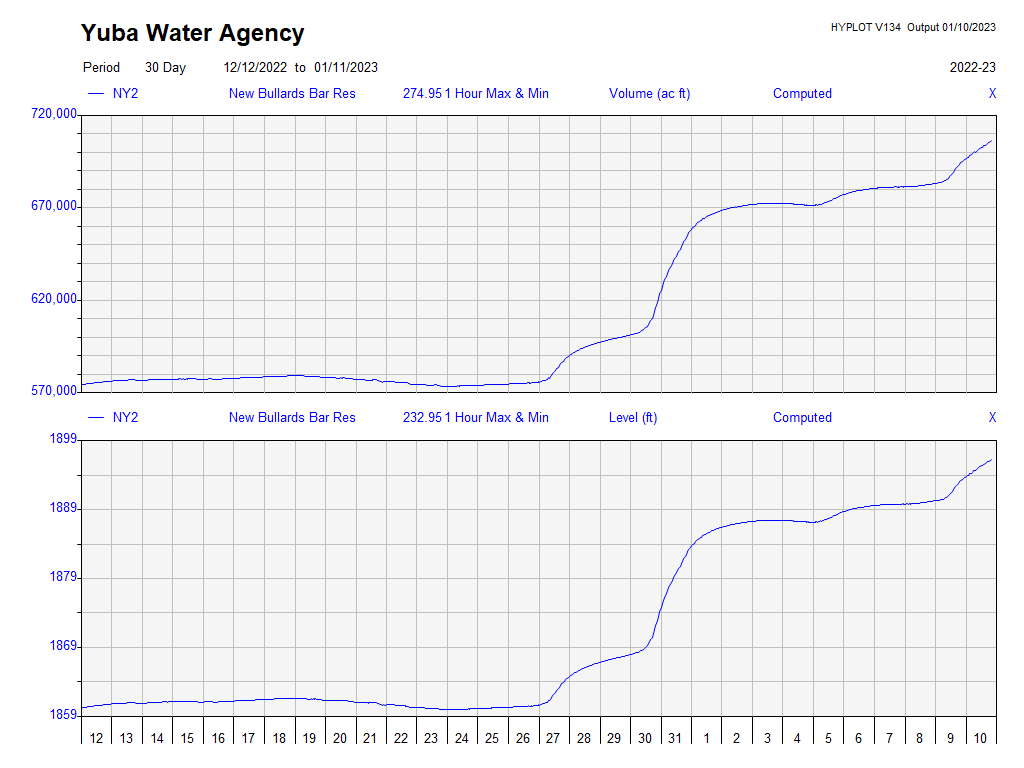 Yuba Water Agency
HYPLOT V134 Output 01/10/2023
Period 30 Day 12/12/2022 to 01/11/2023 2022-23
NY2 New Bullards Bar Res 274.95 1 Hour Max & Min Volume (ac ft) Computed X
720,000
670,000
620,000
570,000
NY2 New Bullards Bar Res 232.95 1 Hour Max & Min Level (ft) Computed X
1899
1889
1879
1869
1859
12 13 14 15 16 17 18 19 20 21 22 23 24 25 26 27 28 29 30 31 1 2 3 4 5 6 7 8 9 10